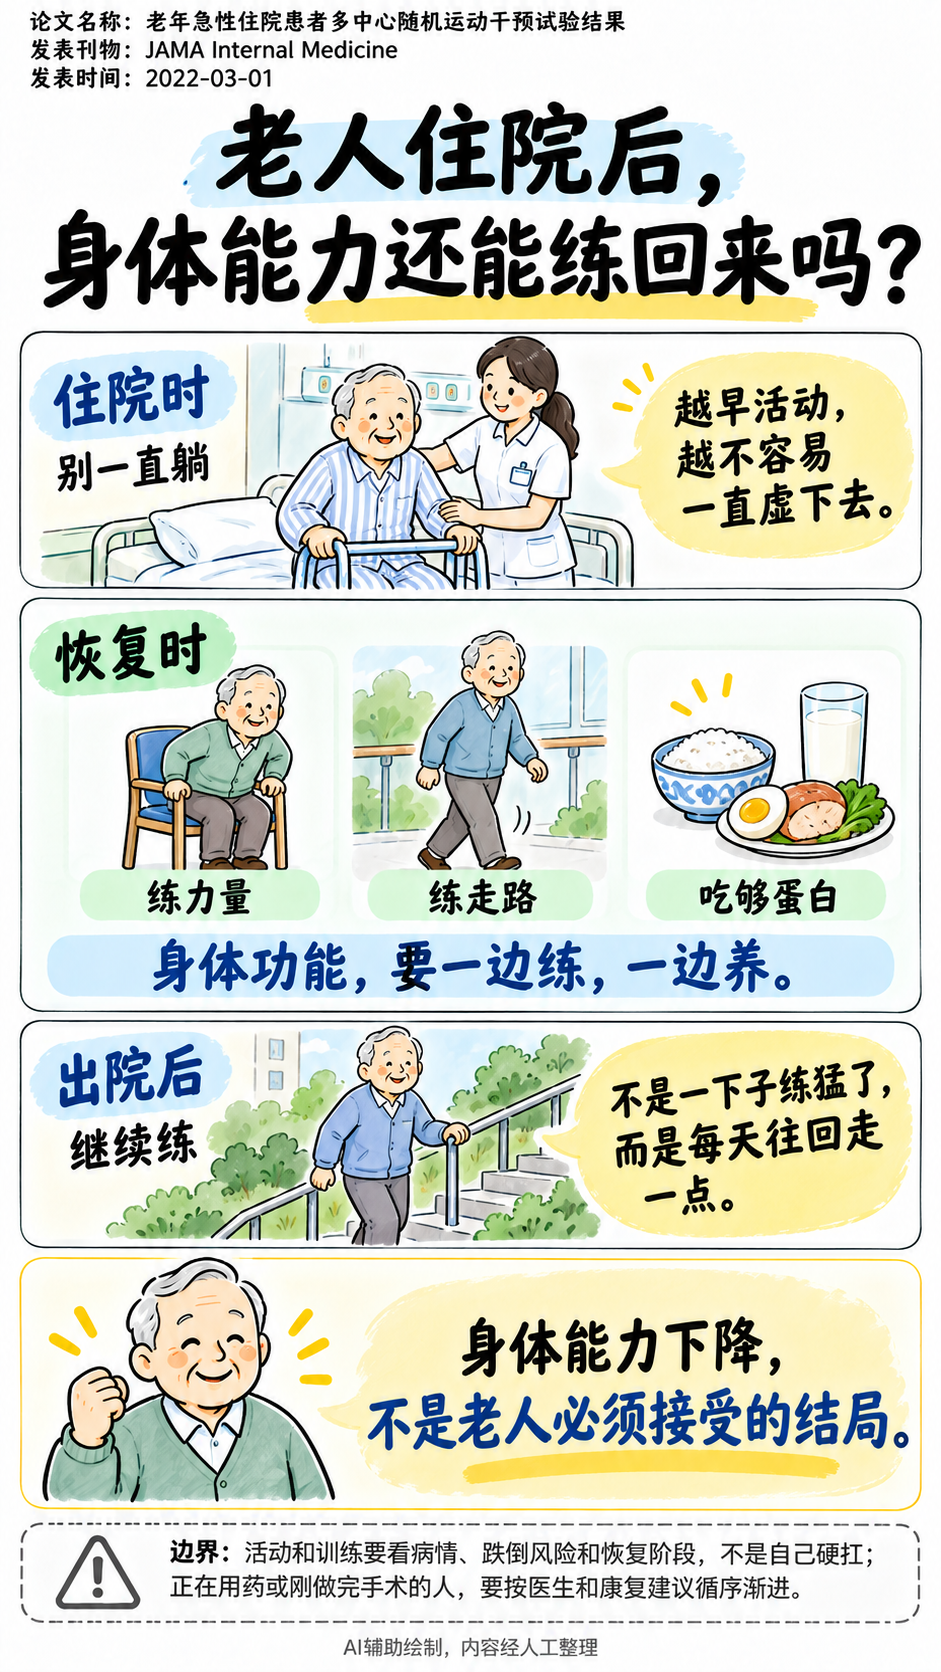 论文名称：老年急性住院患者多中心随机运动干预试验结果
发表刊物：JAMA Internal Medicine
发表时间：2022-03-01
老人住院后，
身体能力还能练回来吗？
住院时
别一直躺
越早活动，
越不容易
一直虚下去。
恢复时
练力量
练走路
吃够蛋白
身体功能，要一边练，一边养。
出院后
继续练
不是一下子练猛了，
而是每天往回走
一点。
身体能力下降，
不是老人必须接受的结局。
边界：活动和训练要看病情、跌倒风险和恢复阶段，不是自己硬扛；
正在用药或刚做完手术的人，要按医生和康复建议循序渐进。
AI辅助绘制，内容经人工整理